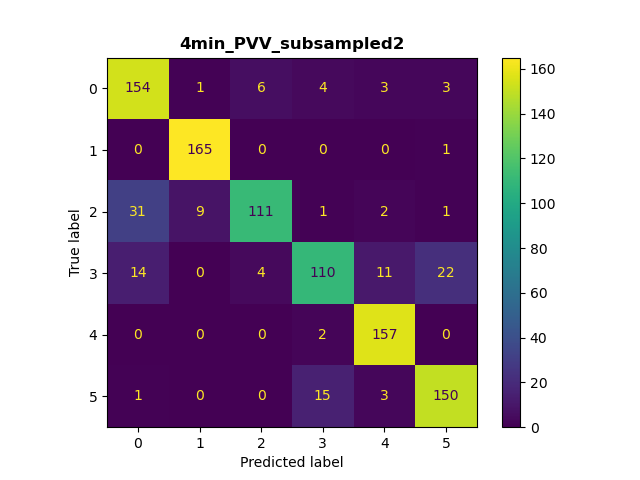 4min_PVV_subsampled2
True label
0 154 1 6 4 3 3
1 0 165 0 0 0 1
2 31 9 111 1 2 1
3 14 0 4 110 11 22
4 0 0 0 2 157 0
5 1 0 0 15 3 150
0 1 2 3 4 5
Predicted label
160
140
120
100
80
60
40
20
0